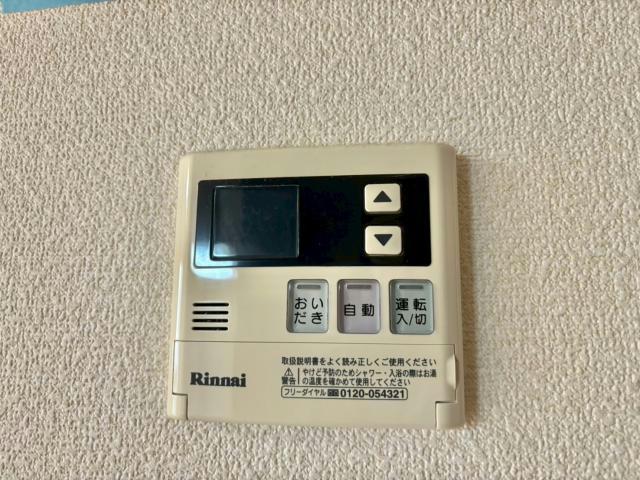 ▲
▼
おい
だき
自動
運転
入/切
取扱説明書をよく読み正しくご使用ください
警告 やけど予防のためシャワー・入浴の際はお湯
の温度を確かめて使用してください
フリーダイヤル 0120-054321
Rinnai